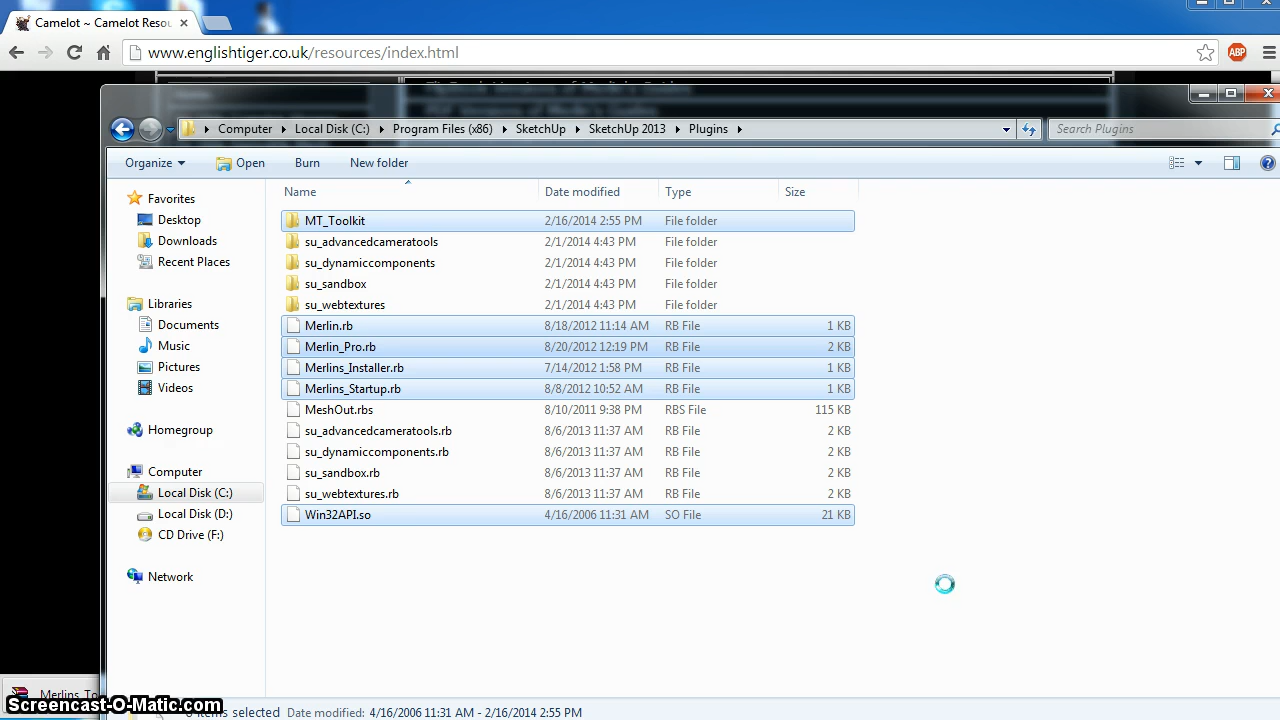 Camelot ~ Camelot Resou
www.englishtiger.co.uk/resources/index.html
ABP
Computer Local Disk (C:) Program Files (x86) SketchUp SketchUp 2013 Plugins
Search Plugins
Organize Open Burn New folder
Name Date modified Type Size
Favorites
Desktop
Downloads
Recent Places
Libraries
Documents
Music
Pictures
Videos
Homegroup
Computer
Local Disk (C:)
Local Disk (D:)
CD Drive (F:)
Network
MT_Toolkit 2/16/2014 2:55 PM File folder
su_advancedcameratools 2/1/2014 4:43 PM File folder
su_dynamiccomponents 2/1/2014 4:43 PM File folder
su_sandbox 2/1/2014 4:43 PM File folder
su_webtextures 2/1/2014 4:43 PM File folder
Merlin.rb 8/18/2012 11:14 AM RB File 1 KB
Merlin_Pro.rb 8/20/2012 12:19 PM RB File 2 KB
Merlins_Installer.rb 7/14/2012 1:58 PM RB File 1 KB
Merlins_Startup.rb 8/8/2012 10:52 AM RB File 1 KB
MeshOut.rbs 8/10/2011 9:38 PM RBS File 115 KB
su_advancedcameratools.rb 8/6/2013 11:37 AM RB File 2 KB
su_dynamiccomponents.rb 8/6/2013 11:37 AM RB File 2 KB
su_sandbox.rb 8/6/2013 11:37 AM RB File 2 KB
su_webtextures.rb 8/6/2013 11:37 AM RB File 2 KB
Win32API.so 4/16/2006 11:31 AM SO File 21 KB
Merlins_To
items selected Date modified: 4/16/2006 11:31 AM - 2/16/2014 2:55 PM
Screencast-O-Matic.com